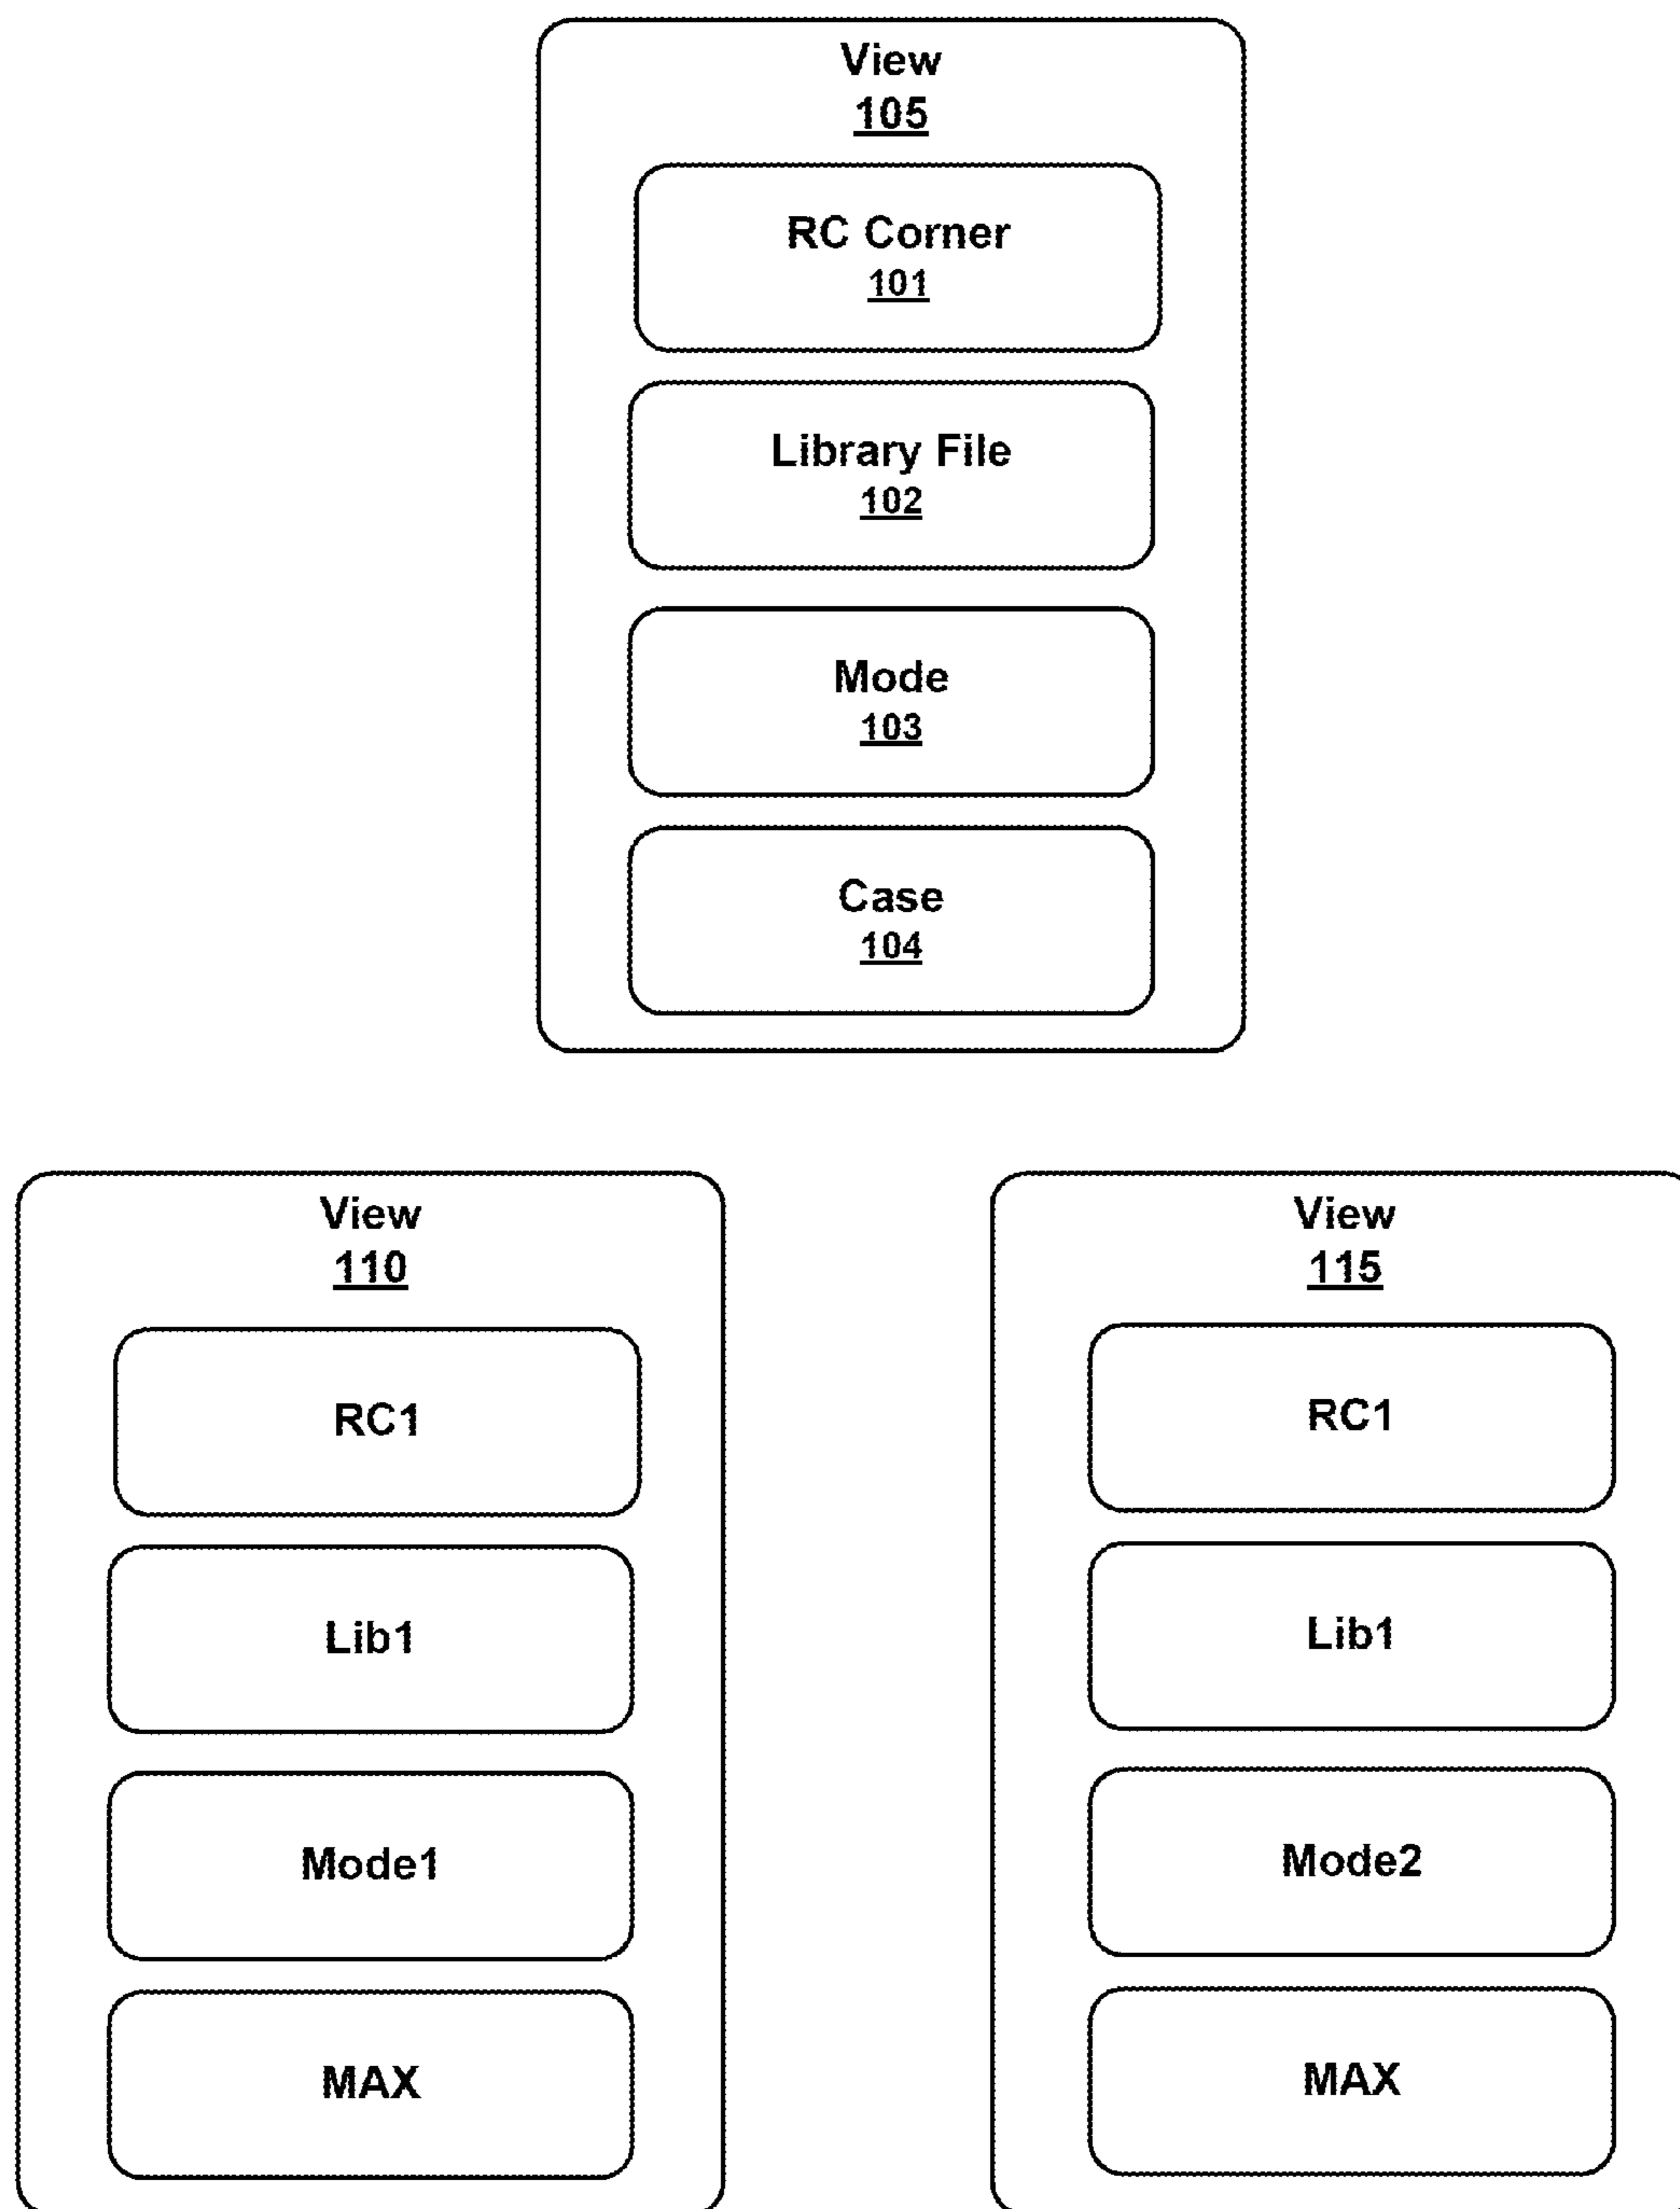 View
105
RC Corner
101
Library File
102
Mode
103
Case
104
View
110
RC1
Lib1
Mode1
MAX
View
115
RC1
Lib1
Mode2
MAX